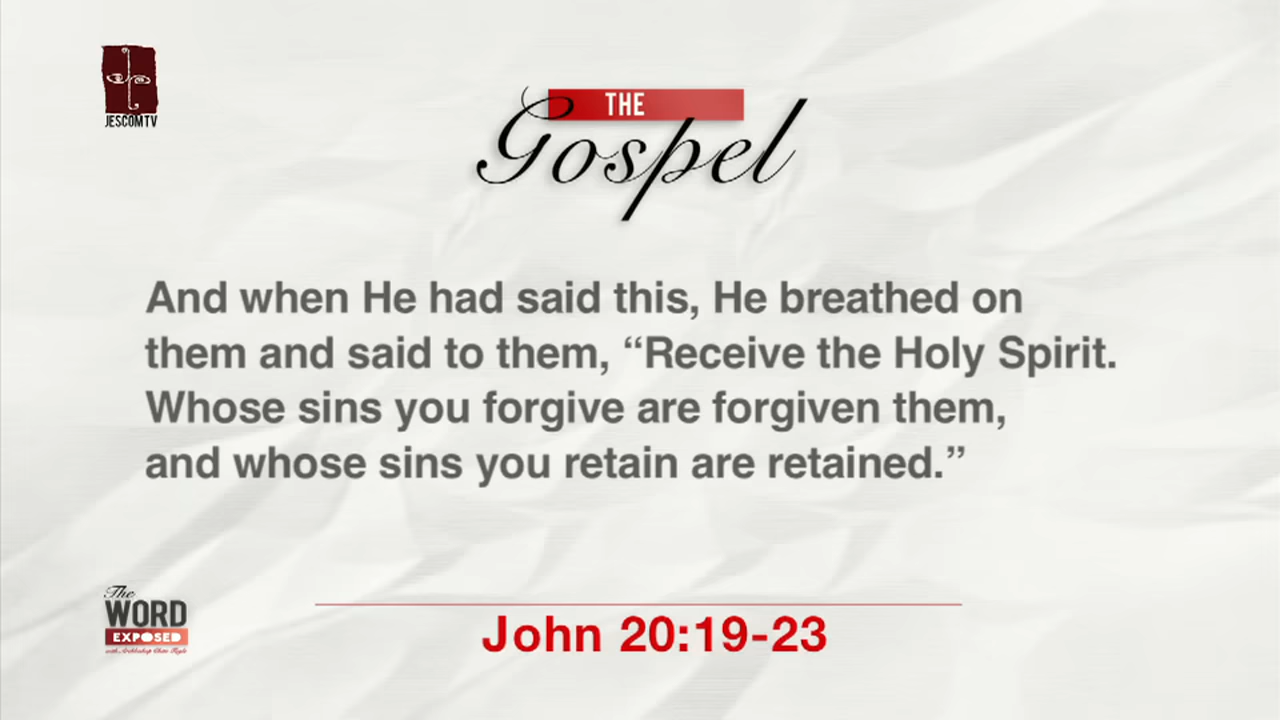 JESCOMTV
THE
Gospel
And when He had said this, He breathed on
them and said to them, “Receive the Holy Spirit.
Whose sins you forgive are forgiven them,
and whose sins you retain are retained.”
The
WORD
EXPOSED
John 20:19-23